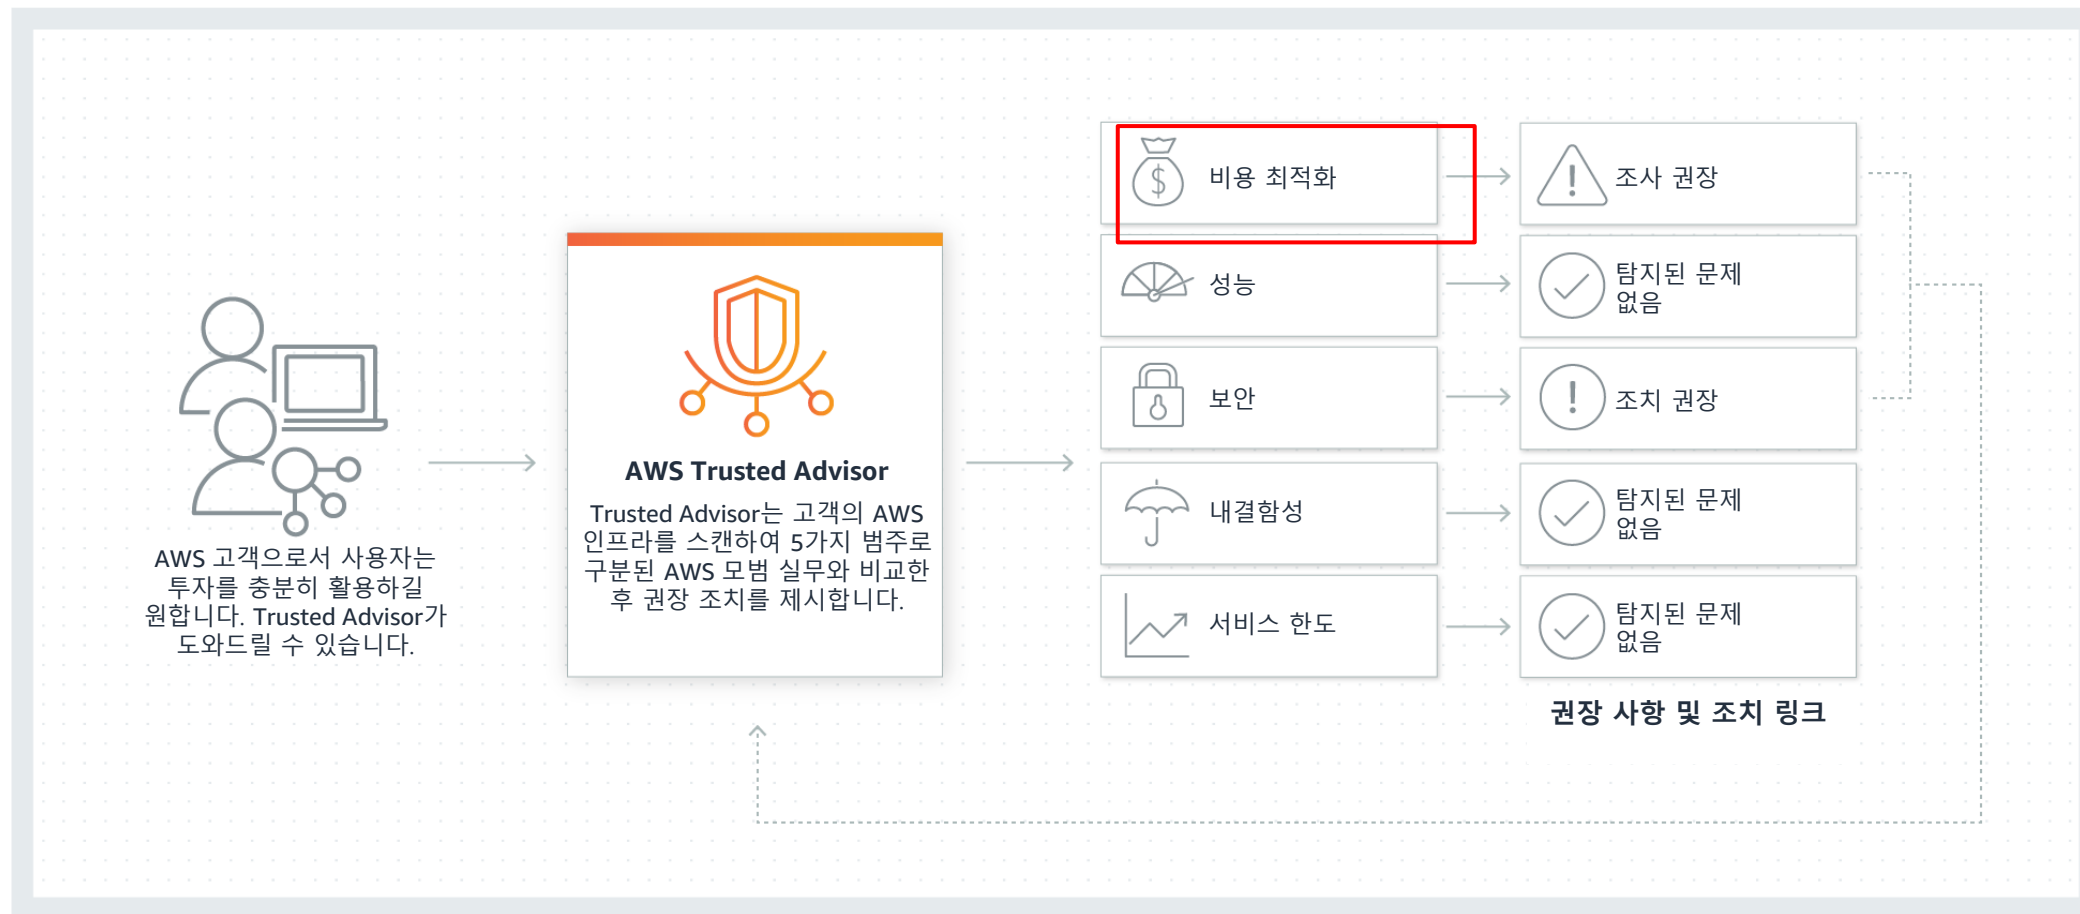 AWS 고객으로서 사용자는
투자를 충분히 활용하길
원합니다. Trusted Advisor가
도와드릴 수 있습니다.
AWS Trusted Advisor
Trusted Advisor는 고객의 AWS
인프라를 스캔하여 5가지 범주로
구분된 AWS 모범 실무와 비교한
후 권장 조치를 제시합니다.
$ 비용 최적화
조사 권장
성능
탐지된 문제
없음
보안
조치 권장
내결함성
탐지된 문제
없음
서비스 한도
탐지된 문제
없음
권장 사항 및 조치 링크